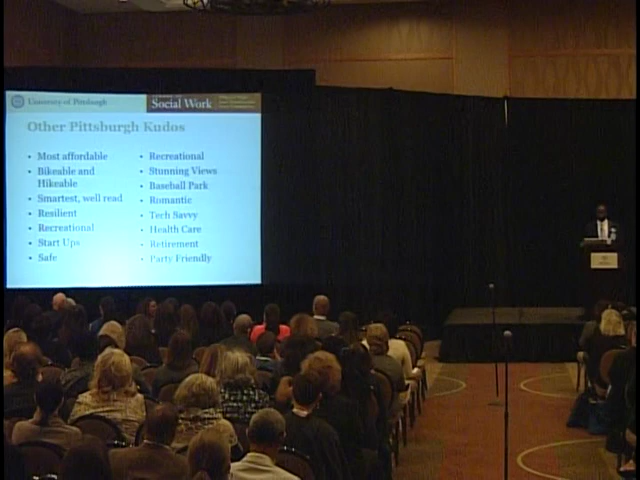 University of Pittsburgh
Social Work
Other Pittsburgh Kudos
• Most affordable
• Bikeable and
Hikeable
• Smartest, well read
• Resilient
• Recreational
• Start Ups
• Safe
• Recreational
• Stunning Views
• Baseball Park
• Romantic
• Tech Savvy
• Health Care
• Retirement
• Party Friendly